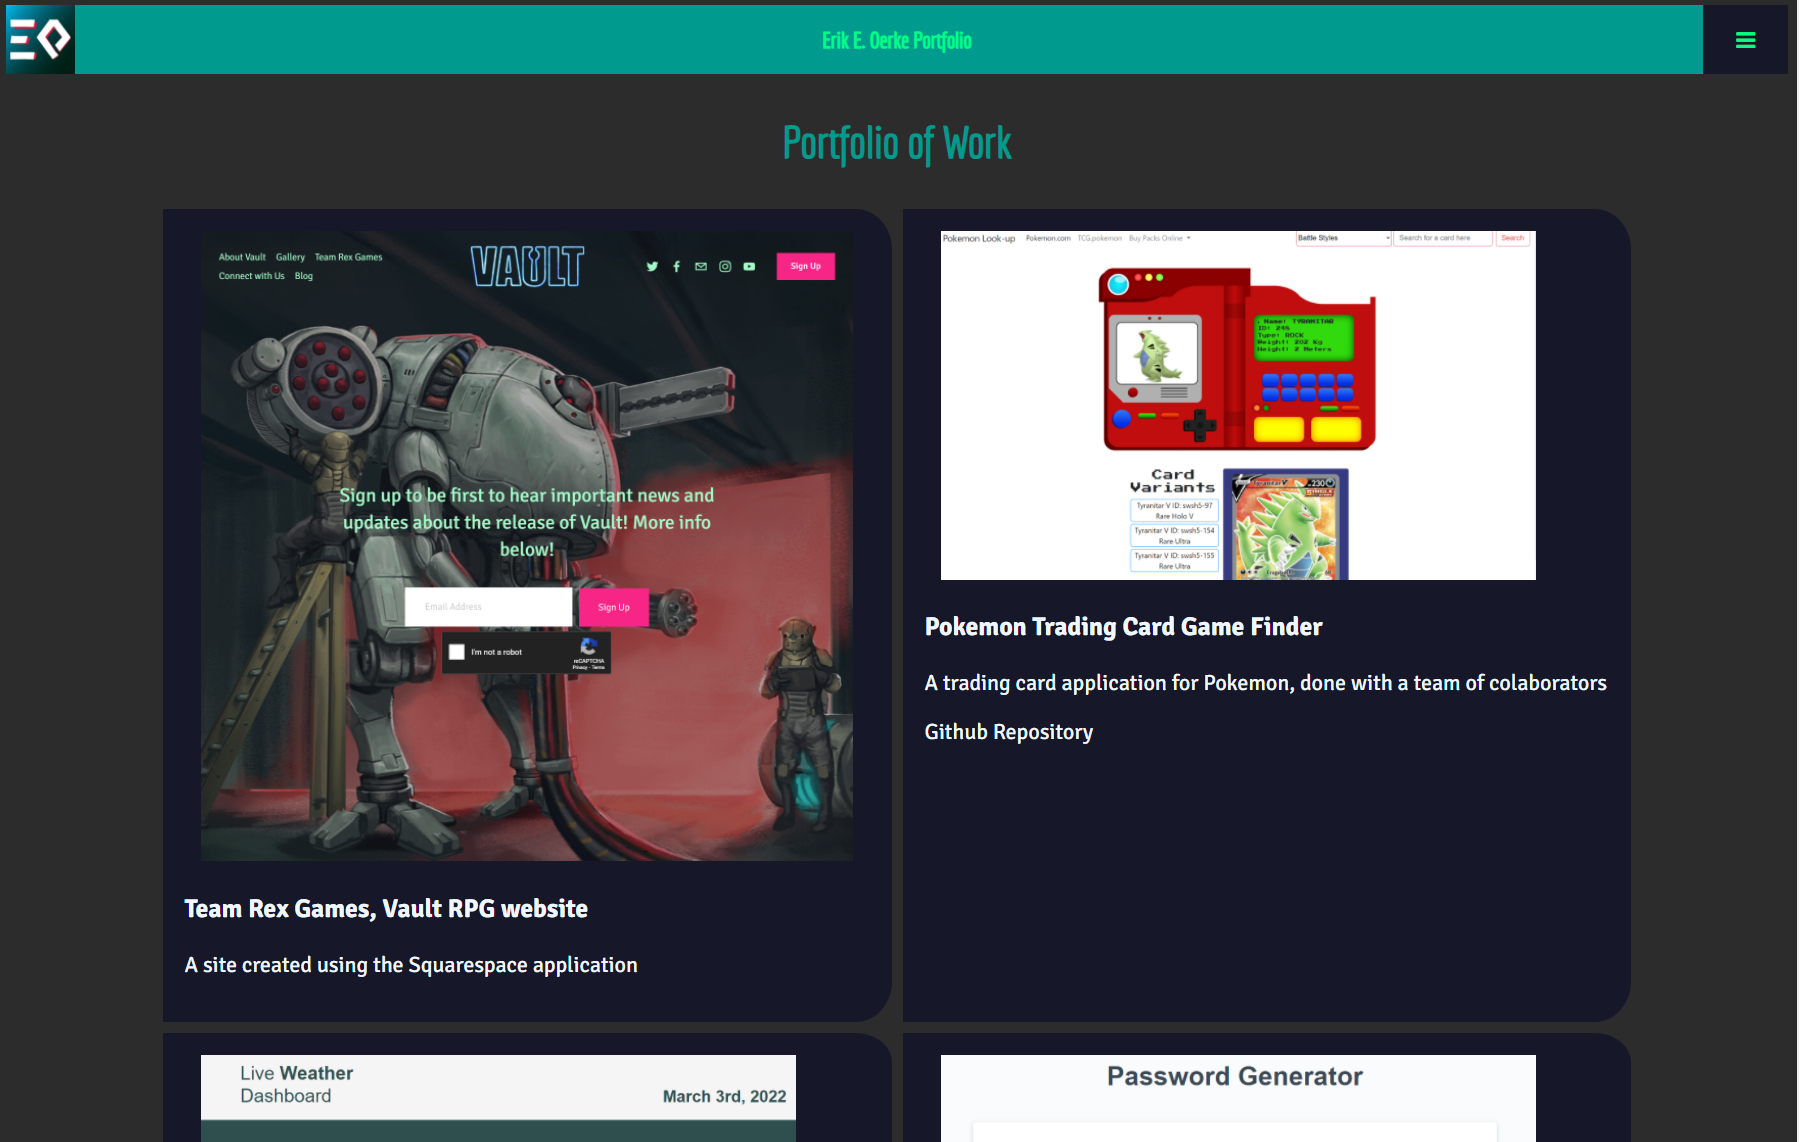 Erik E. Oerke Portfolio
Portfolio of Work
About Vault Gallery Team Rex Games
Connect with Us Blog
VAULT
Sign Up
Sign up to be first to hear important news and
updates about the release of Vault! More info
below!
Email Address
Sign Up
I'm not a robot
reCAPTCHA
Privacy - Terms
Team Rex Games, Vault RPG website
A site created using the Squarespace application
Pokemon Look-up Pokemon.com TCG.pokemon Buy Packs Online
Battle Styles
Search for a card here
Search
Name: TYRANITAR
ID: 248
Type: ROCK
Weight: 202 Kg
Height: 2 Meters
Card
Variants
Tyranitar V ID: swsh5-97
Rare Holo V
Tyranitar V ID: swsh5-154
Rare Ultra
Tyranitar V ID: swsh5-155
Rare Ultra
Tyranitar V
230
Pokemon Trading Card Game Finder
A trading card application for Pokemon, done with a team of colaborators
Github Repository
Live Weather
Dashboard
March 3rd, 2022
Password Generator